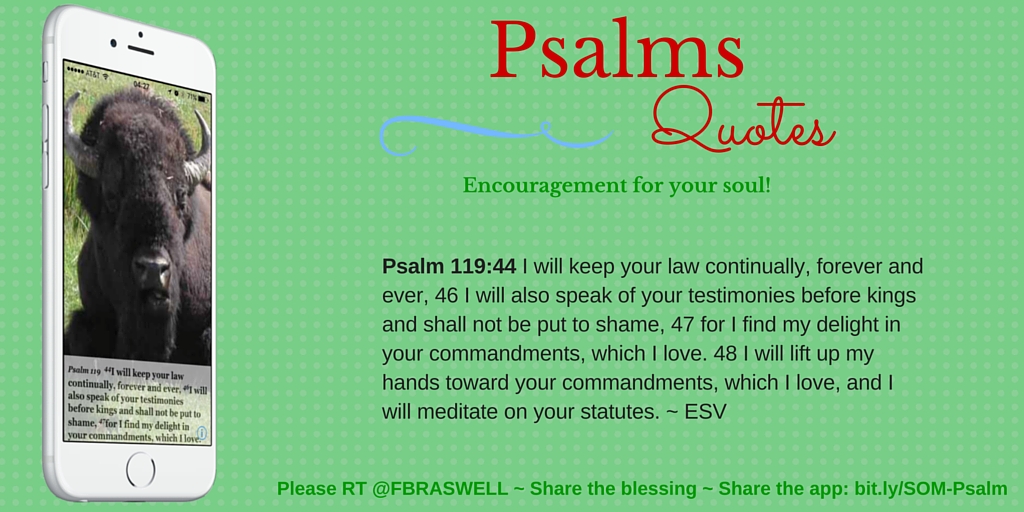 AT&T
04:27
71%
Psalm 119 ⁴⁴I will keep your law
continually, forever and ever, ⁴⁶I will
also speak of your testimonies
before kings and shall not be put to
shame, ⁴⁷for I find my delight in
your commandments, which I love.
Psalms
Quotes
Encouragement for your soul!
Psalm 119:44 I will keep your law continually, forever and
ever, 46 I will also speak of your testimonies before kings
and shall not be put to shame, 47 for I find my delight in
your commandments, which I love. 48 I will lift up my
hands toward your commandments, which I love, and I
will meditate on your statutes. ~ ESV
Please RT @FBRASWELL ~ Share the blessing ~ Share the app: bit.ly/SOM-Psalm